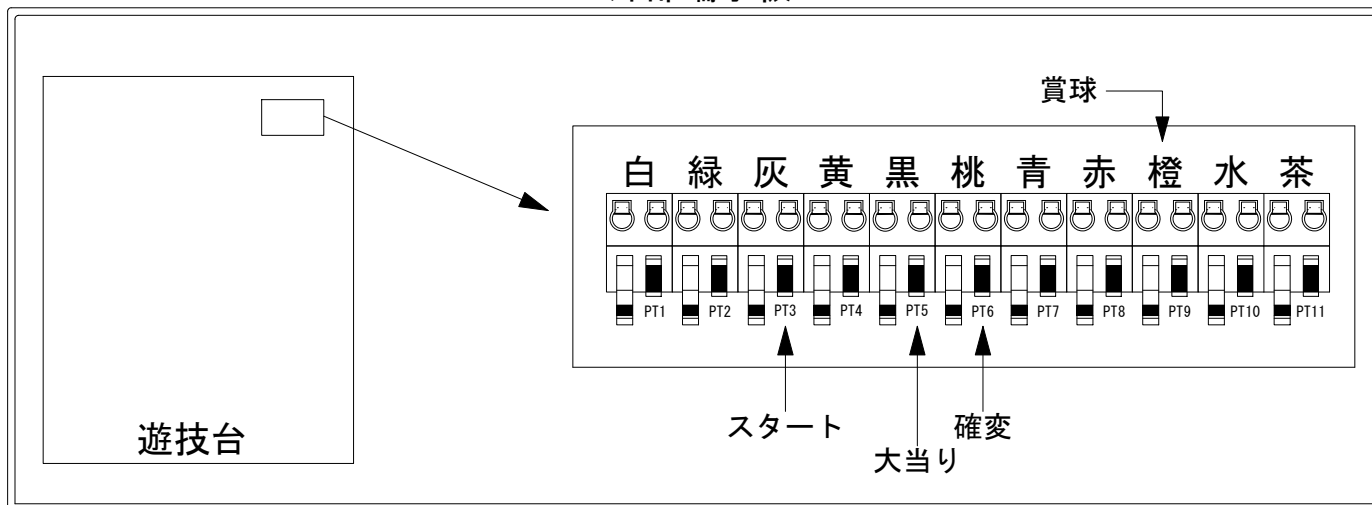 賞球
白 緑 灰 黄 黒 桃 青 赤 橙 水 茶
PT1 PT2 PT3 PT4 PT5 PT6 PT7 PT8 PT9 PT10 PT11
スタート 確変
大当り
遊技台